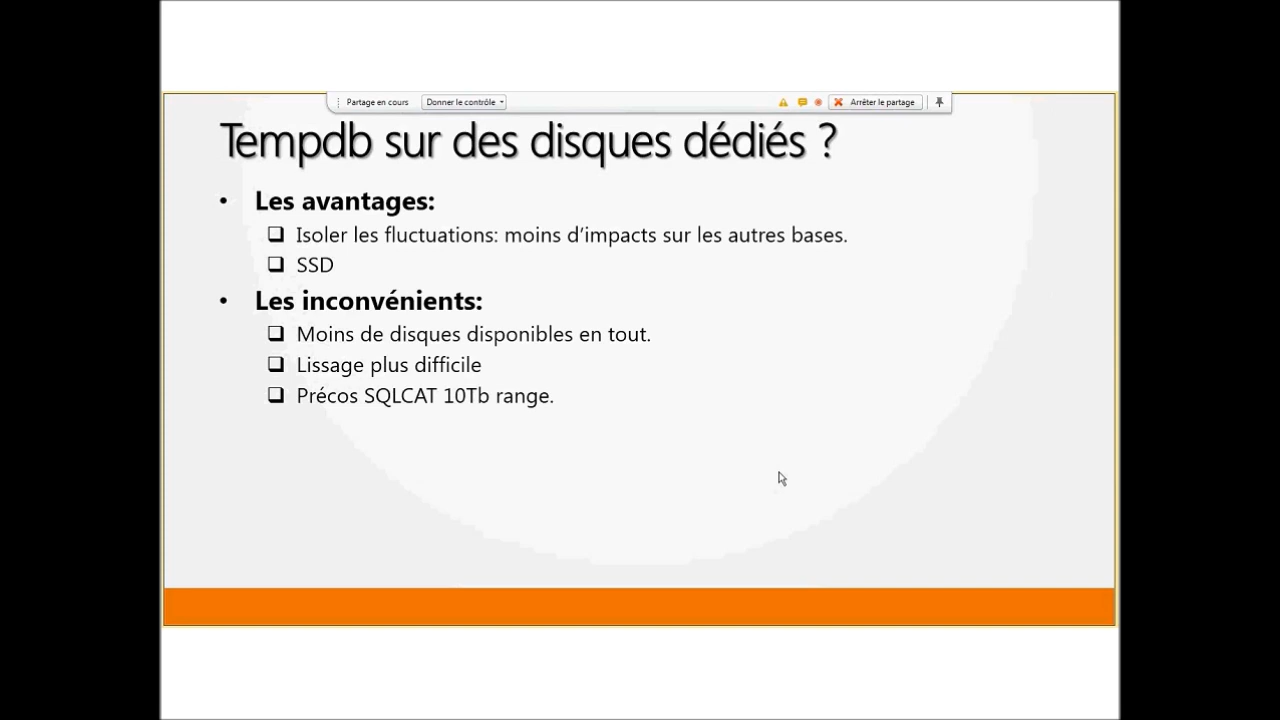 Partage en cours Donner le contrôle Arrêter le partage
Tempdb sur des disques dédiés ?
• Les avantages:
❑ Isoler les fluctuations: moins d’impacts sur les autres bases.
❑ SSD
• Les inconvénients:
❑ Moins de disques disponibles en tout.
❑ Lissage plus difficile
❑ Précos SQLCAT 10Tb range.